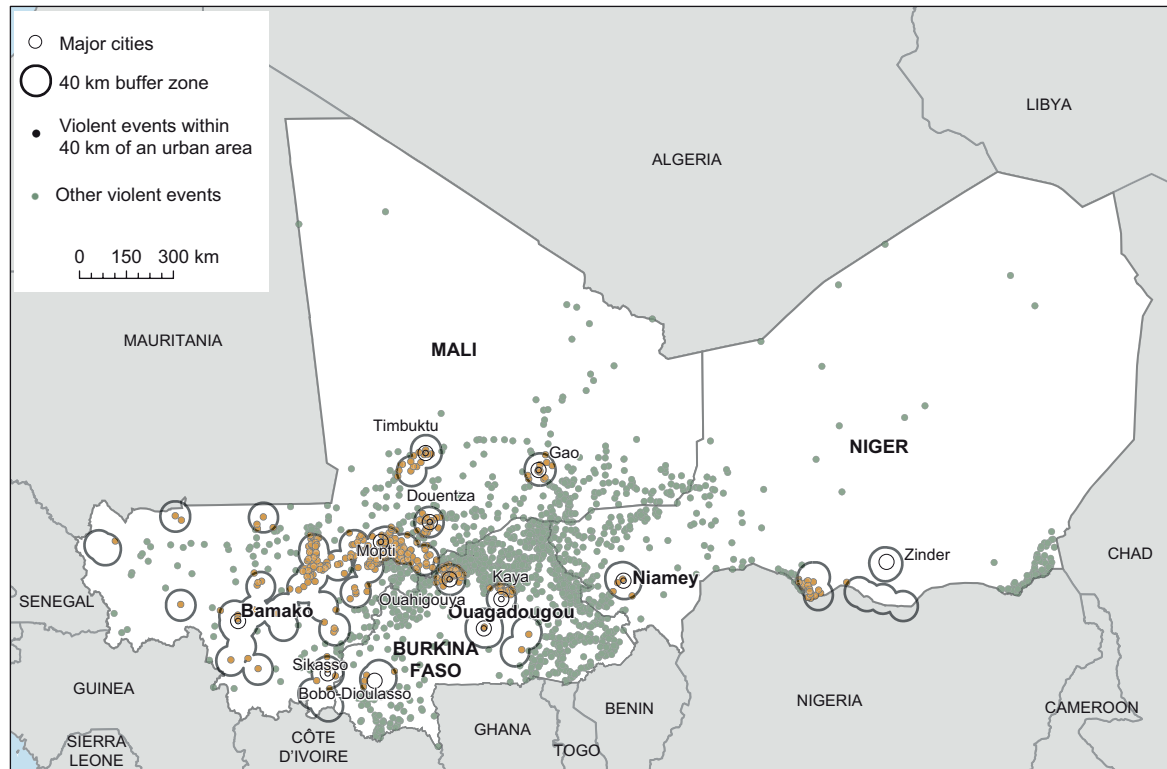 Major cities
40 km buffer zone
Violent events within
40 km of an urban area
Other violent events
0 150 300 km
LIBYA
ALGERIA
MAURITANIA
MALI
Timbuktu
Gao
NIGER
Douentza
Mopti
Zinder
CHAD
Kaya
Niamey
SENEGAL
Bamako
Ouahigouya
Ouagadougou
BURKINA
FASO
Sikasso
Bobo-Dioulasso
GUINEA
BENIN
NIGERIA
CAMEROON
GHANA
TOGO
CÔTE
D'IVOIRE
SIERRA
LEONE